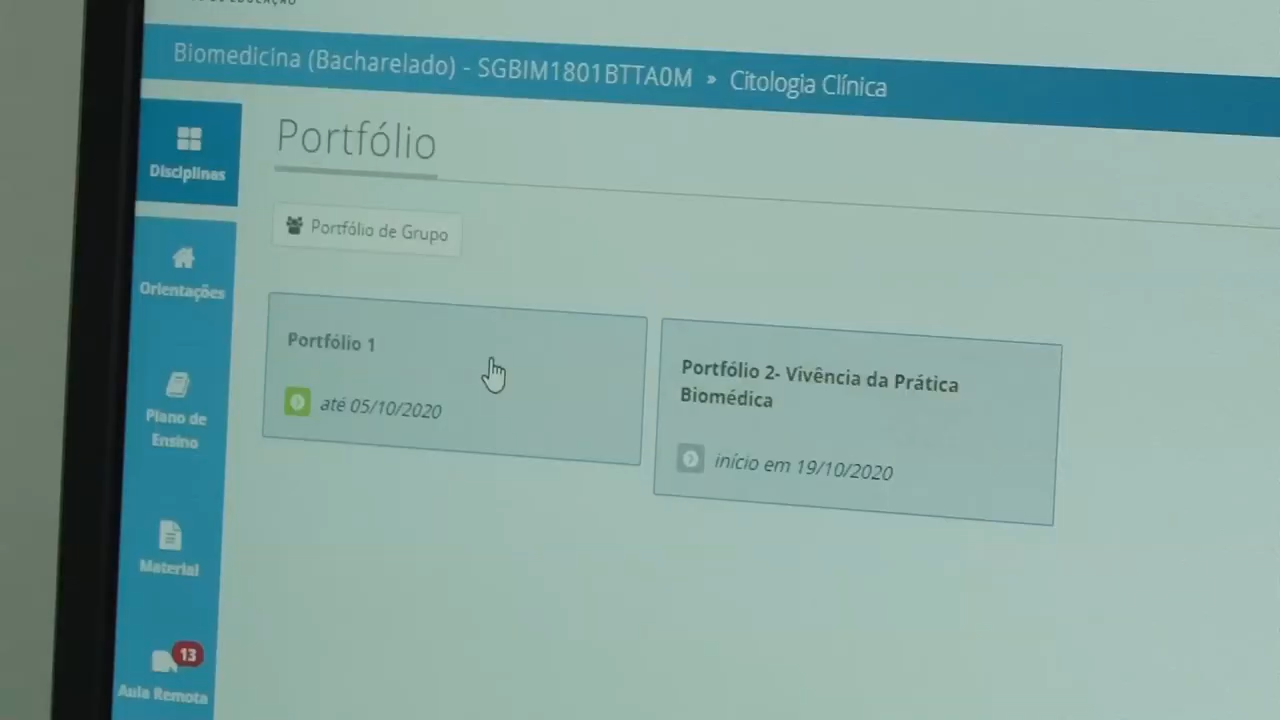 Biomedicina (Bacharelado) - SGBIM1801BTTA0M » Citologia Clínica
Disciplinas
Portfólio
Portfólio de Grupo
Orientações
Portfólio 1
até 05/10/2020
Portfólio 2- Vivência da Prática
Biomédica
início em 19/10/2020
Plano de
Ensino
Material
13
Aula Remota